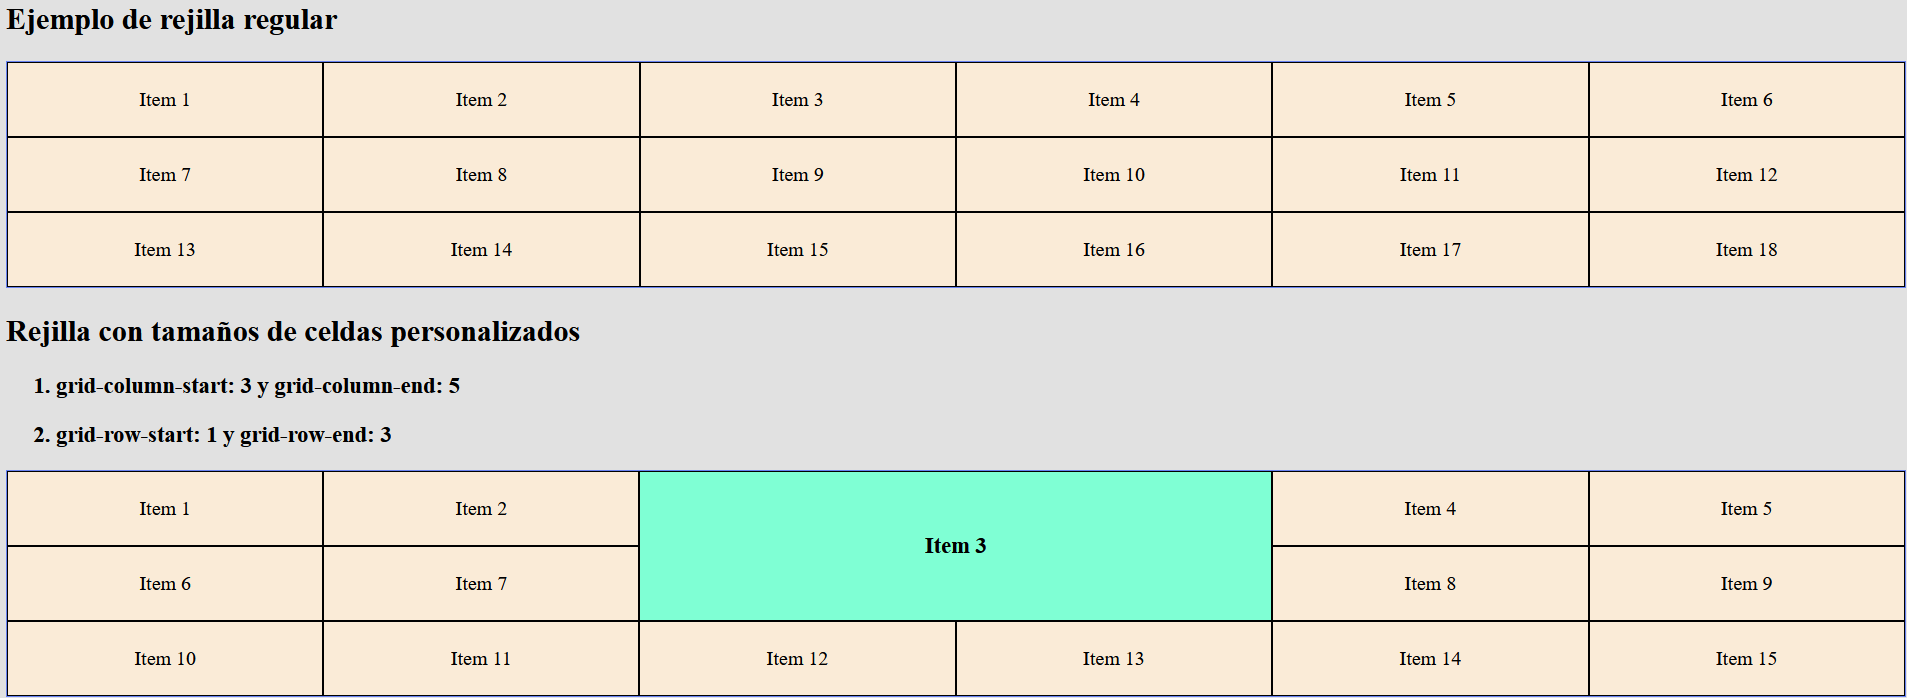 Ejemplo de rejilla regular
Item 1 Item 2 Item 3 Item 4 Item 5 Item 6
Item 7 Item 8 Item 9 Item 10 Item 11 Item 12
Item 13 Item 14 Item 15 Item 16 Item 17 Item 18
Rejilla con tamaños de celdas personalizados
1. grid-column-start: 3 y grid-column-end: 5
2. grid-row-start: 1 y grid-row-end: 3
Item 1 Item 2 Item 4 Item 5
Item 3
Item 6 Item 7 Item 8 Item 9
Item 10 Item 11 Item 12 Item 13 Item 14 Item 15